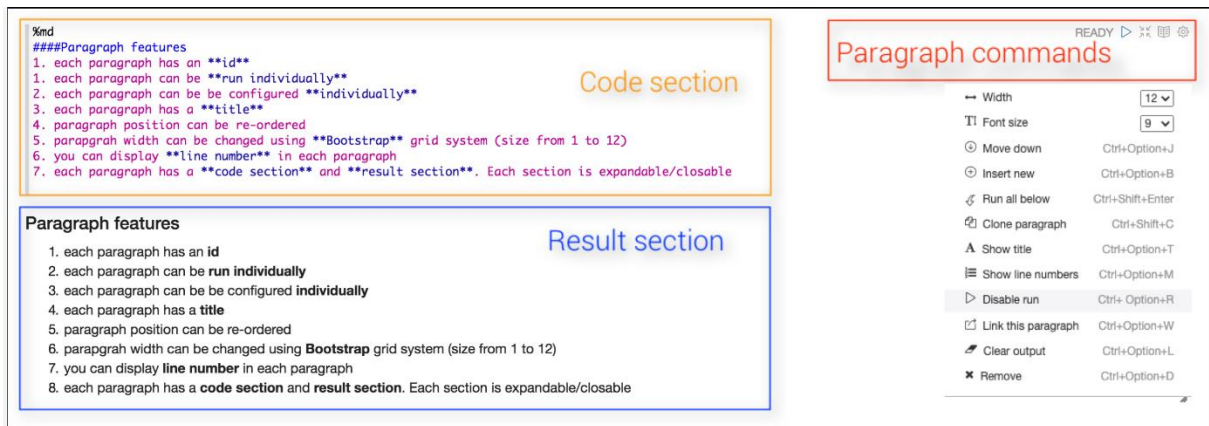 %md
####Paragraph features
1. each paragraph has an **id**
1. each paragraph can be **run individually**
2. each paragraph can be be configured **individually**
3. each paragraph has a **title**
4. paragraph position can be re-ordered
5. parapgrah width can be changed using **Bootstrap** grid system (size from 1 to 12)
6. you can display **line number** in each paragraph
7. each paragraph has a **code section** and **result section**. Each section is expandable/closable
Code section
Paragraph features
1. each paragraph has an id
2. each paragraph can be run individually
3. each paragraph can be be configured individually
4. each paragraph has a title
5. paragraph position can be re-ordered
6. parapgrah width can be changed using Bootstrap grid system (size from 1 to 12)
7. you can display line number in each paragraph
8. each paragraph has a code section and result section. Each section is expandable/closable
Result section
READY
Paragraph commands
Width 12
Font size 9
Move down Ctrl+Option+J
Insert new Ctrl+Option+B
Run all below Ctrl+Shift+Enter
Clone paragraph Ctrl+Shift+C
Show title Ctrl+Option+T
Show line numbers Ctrl+Option+M
Disable run Ctrl+ Option+R
Link this paragraph Ctrl+Option+W
Clear output Ctrl+Option+L
Remove Ctrl+Option+D